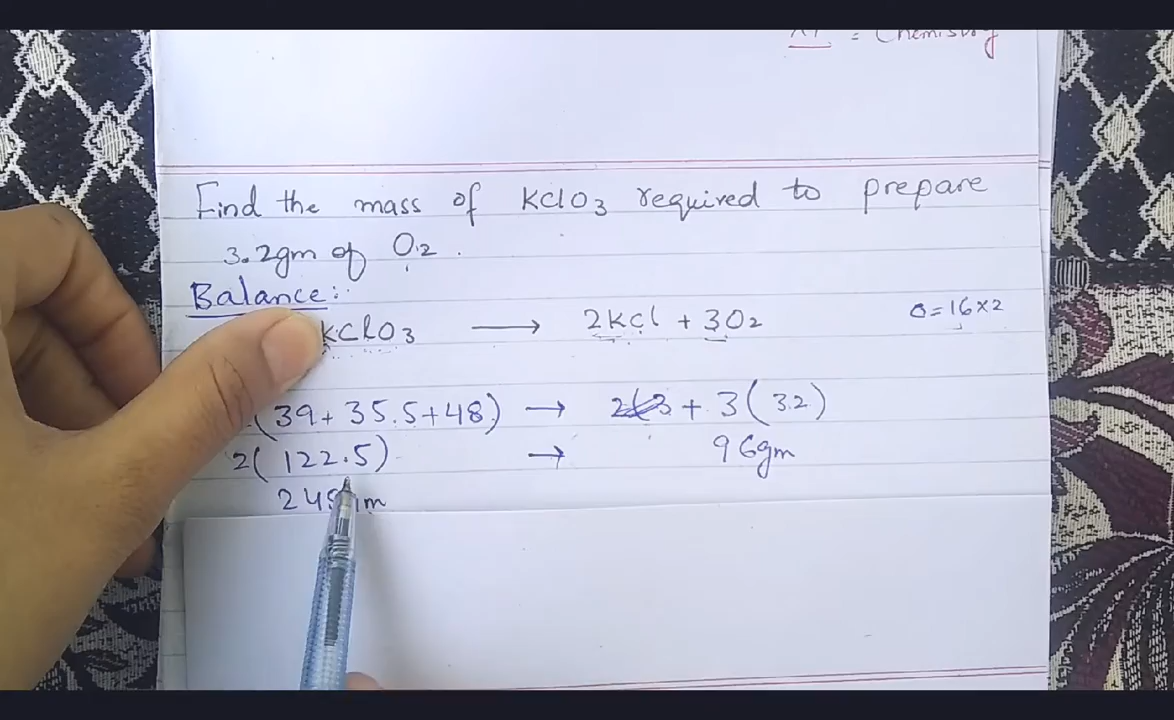 = Chemistry
Find the mass of KClO3 required to prepare
3.2gm of O2.
Balance:
KClO3 ⟶ 2KCl + 3O2 O=16×2
(39+35.5+48) → + 3(32)
2(122.5) → 96gm